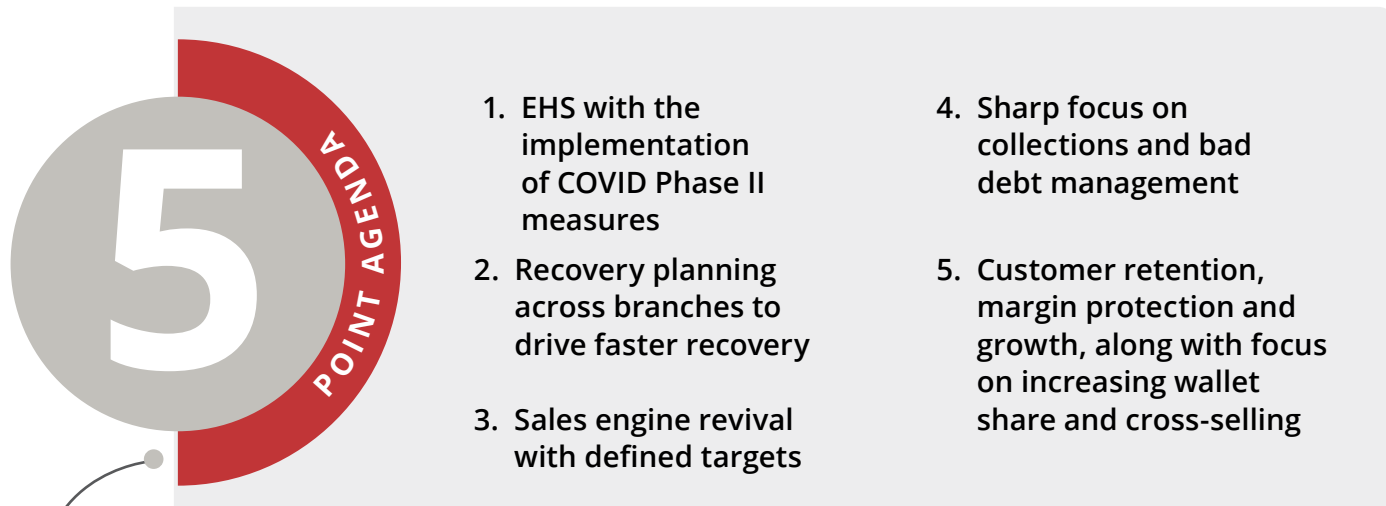 5
POINT AGENDA
1. EHS with the
implementation
of COVID Phase II
measures
2. Recovery planning
across branches to
drive faster recovery
3. Sales engine revival
with defined targets
4. Sharp focus on
collections and bad
debt management
5. Customer retention,
margin protection and
growth, along with focus
on increasing wallet
share and cross-selling